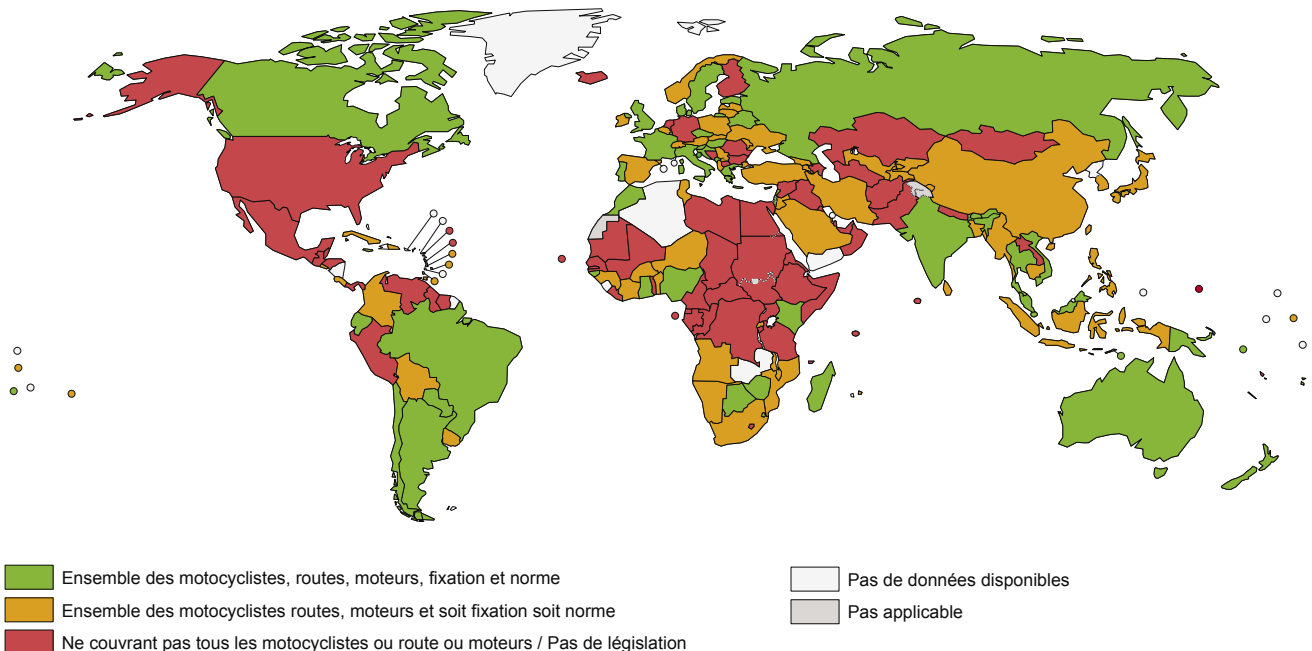 Ensemble des motocyclistes, routes, moteurs, fixation et norme
Ensemble des motocyclistes routes, moteurs et soit fixation soit norme
Ne couvrant pas tous les motocyclistes ou route ou moteurs / Pas de législation
Pas de données disponibles
Pas applicable